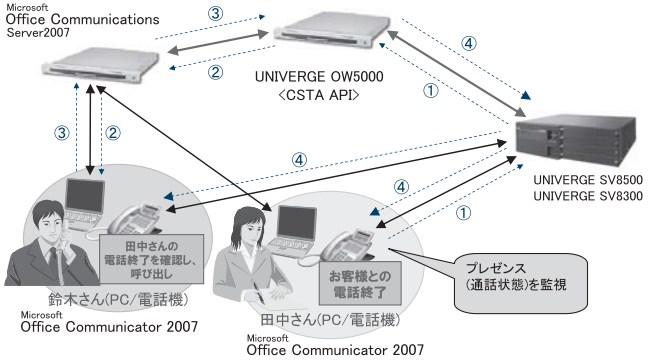 Microsoft
Office Communications
Server2007
③
②
④
①
UNIVERGE OW5000
<CSTA API>
③
②
④
④
①
UNIVERGE SV8500
UNIVERGE SV8300
田中さんの
電話終了を確認し、
呼び出し
鈴木さん(PC/電話機)
Microsoft
Office Communicator 2007
お客様との
電話終了
田中さん(PC/電話機)
Microsoft
Office Communicator 2007
プレゼンス
(通話状態)を監視